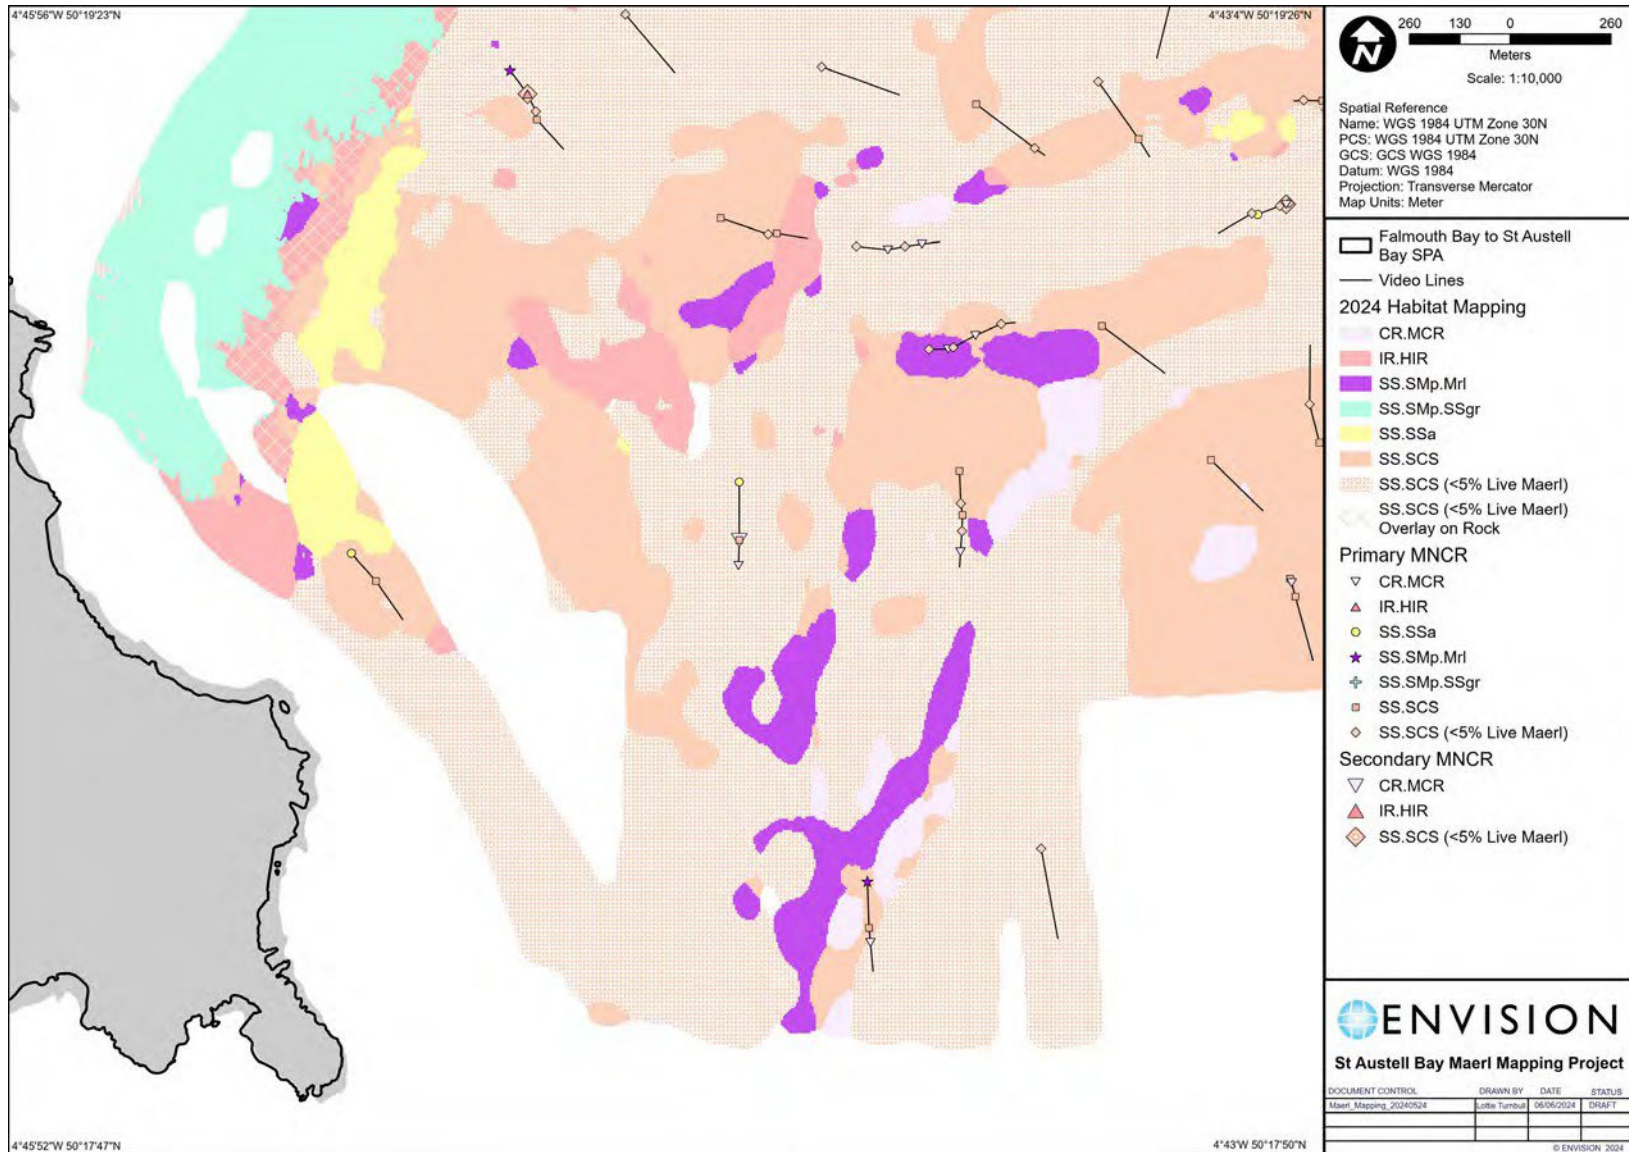 4°45'56"W 50°19'23"N
4°43'4"W 50°19'26"N
4°45'52"W 50°17'47"N
4°43'W 50°17'50"N
N
260 130 0 260
Meters
Scale: 1:10,000
Spatial Reference
Name: WGS 1984 UTM Zone 30N
PCS: WGS 1984 UTM Zone 30N
GCS: GCS WGS 1984
Datum: WGS 1984
Projection: Transverse Mercator
Map Units: Meter
Falmouth Bay to St Austell
Bay SPA
Video Lines
2024 Habitat Mapping
CR.MCR
IR.HIR
SS.SMp.Mrl
SS.SMp.SSgr
SS.SSa
SS.SCS
SS.SCS (<5% Live Maerl)
SS.SCS (<5% Live Maerl)
Overlay on Rock
Primary MNCR
CR.MCR
IR.HIR
SS.SSa
SS.SMp.Mrl
SS.SMp.SSgr
SS.SCS
SS.SCS (<5% Live Maerl)
Secondary MNCR
CR.MCR
IR.HIR
SS.SCS (<5% Live Maerl)
ENVISION
St Austell Bay Maerl Mapping Project
DOCUMENT CONTROL DRAWN BY DATE STATUS
Maerl_Mapping_20240524 Lottie Turnbull 06/06/2024 DRAFT
© ENVISION 2024